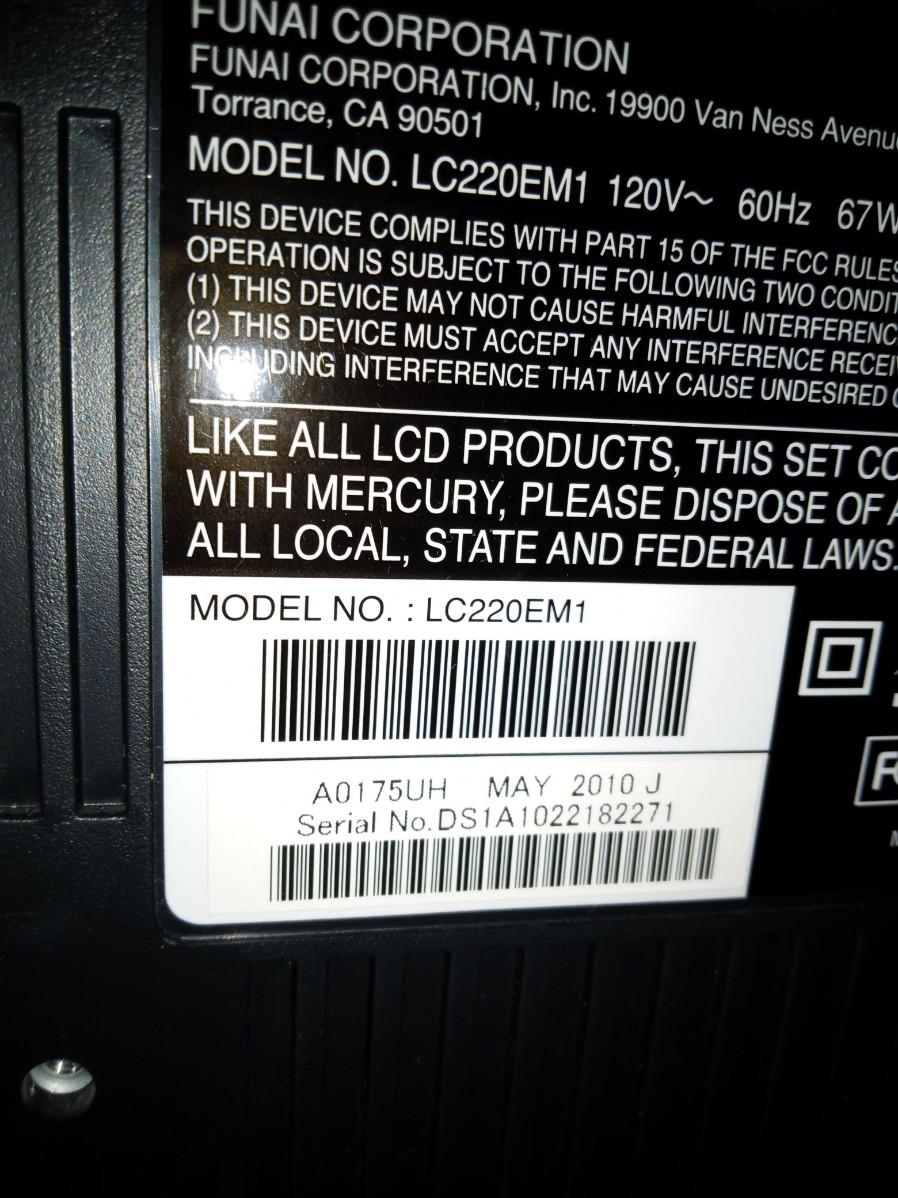 FUNAI CORPORATION
FUNAI CORPORATION, Inc. 19900 Van Ness Avenue
Torrance, CA 90501
MODEL NO. LC220EM1 120V~ 60Hz 67W
THIS DEVICE COMPLIES WITH PART 15 OF THE FCC RULES
OPERATION IS SUBJECT TO THE FOLLOWING TWO CONDIT
(1) THIS DEVICE MAY NOT CAUSE HARMFUL INTERFERENC
(2) THIS DEVICE MUST ACCEPT ANY INTERFERENCE RECEIV
INCLUDING INTERFERENCE THAT MAY CAUSE UNDESIRED
LIKE ALL LCD PRODUCTS, THIS SET CO
WITH MERCURY, PLEASE DISPOSE OF A
ALL LOCAL, STATE AND FEDERAL LAWS.
MODEL NO. : LC220EM1
A0175UH MAY 2010 J
Serial No.DS1A1022182271